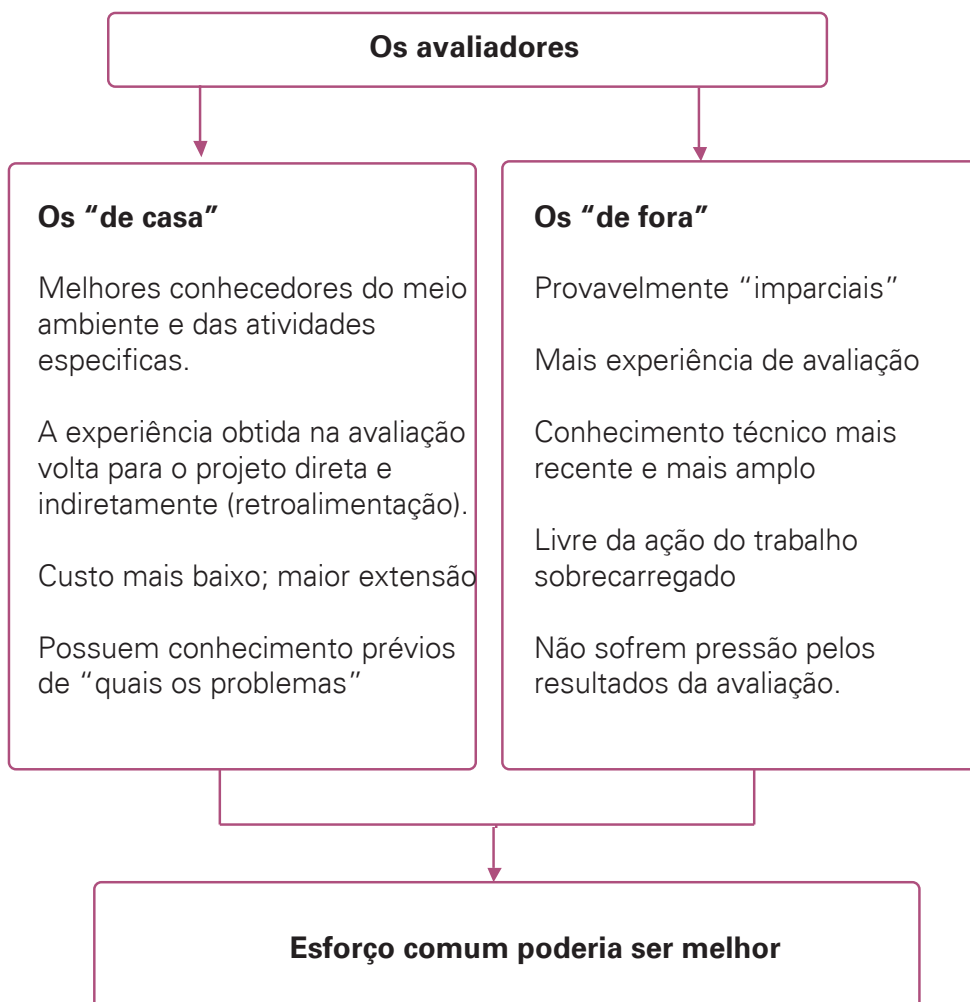 Os avaliadores
Os “de casa”
Melhores conhecedores do meio
ambiente e das atividades
especificas.
A experiência obtida na avaliação
volta para o projeto direta e
indiretamente (retroalimentação).
Custo mais baixo; maior extensão
Possuem conhecimento prévios
de “quais os problemas”
Os “de fora”
Provavelmente “imparciais”
Mais experiência de avaliação
Conhecimento técnico mais
recente e mais amplo
Livre da ação do trabalho
sobrecarregado
Não sofrem pressão pelos
resultados da avaliação.
Esforço comum poderia ser melhor